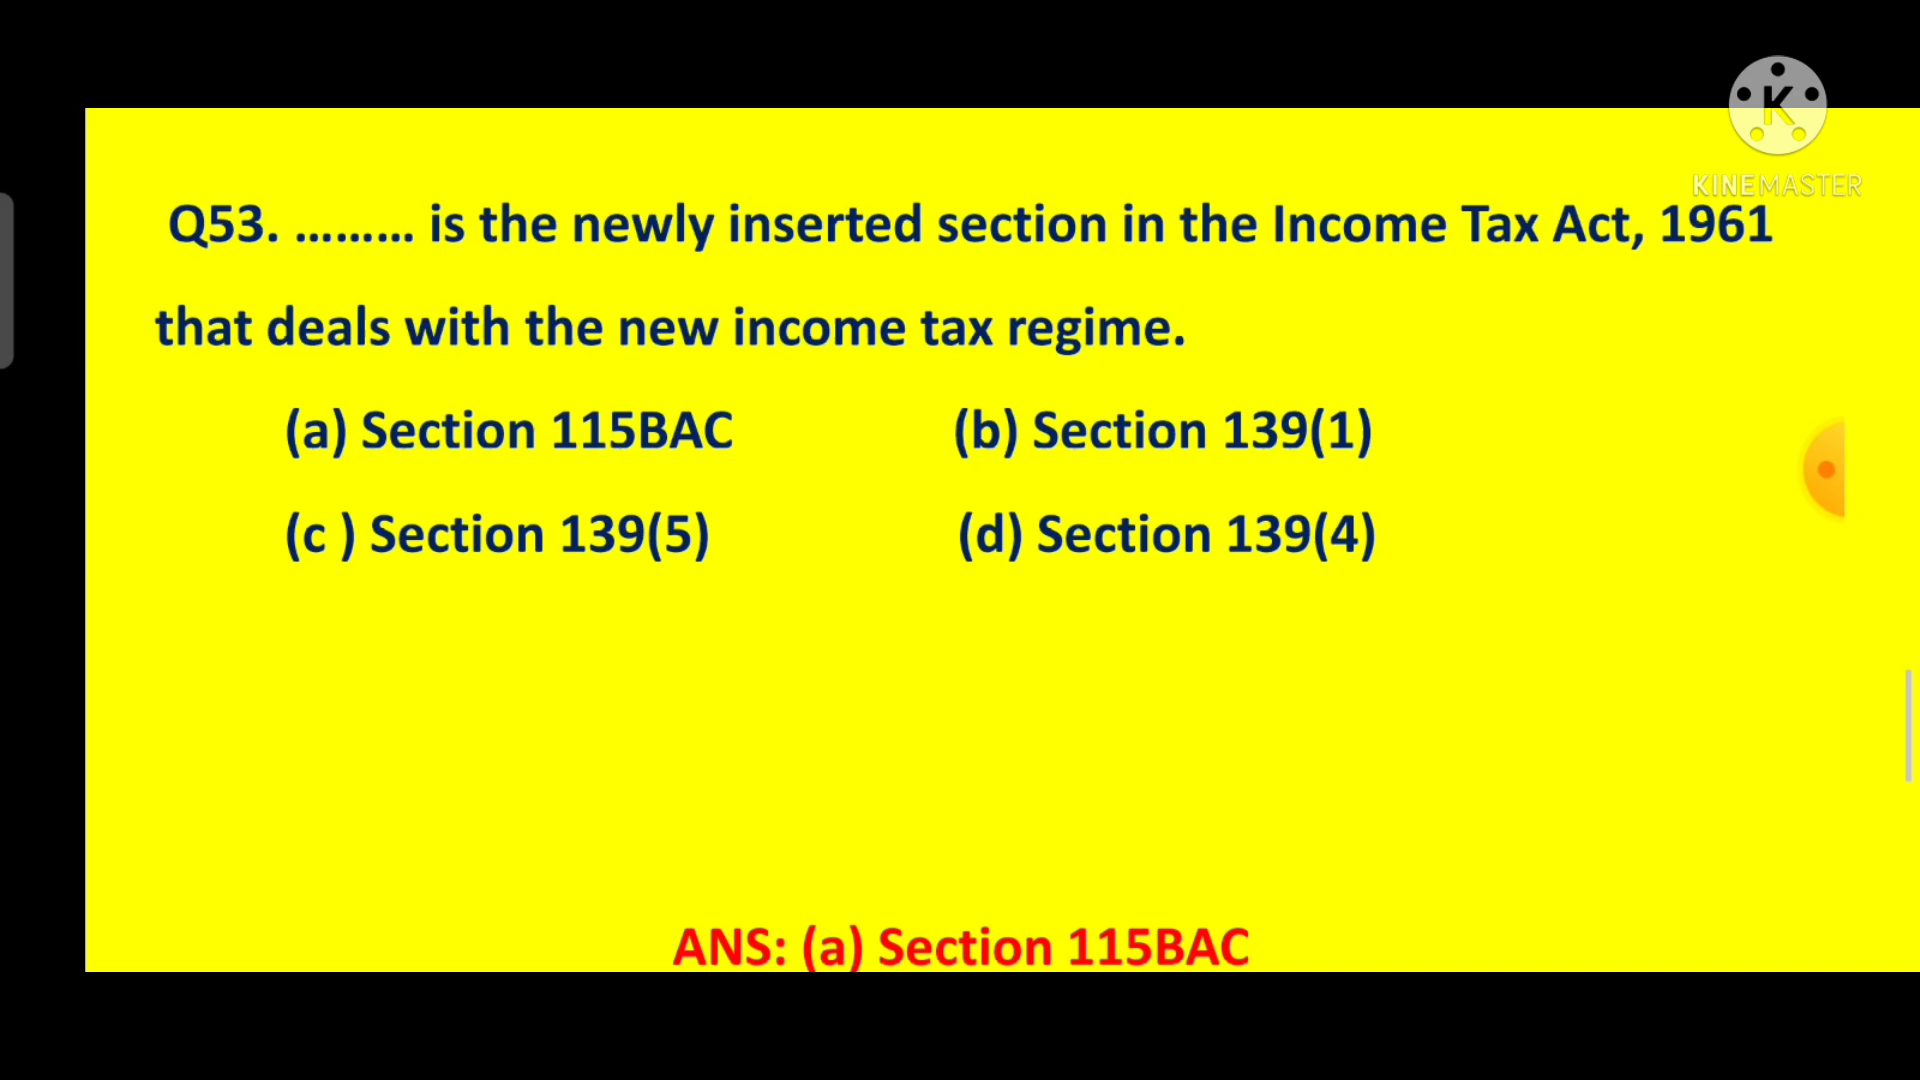 K
KINEMASTER
Q53. ......... is the newly inserted section in the Income Tax Act, 1961
that deals with the new income tax regime.
(a) Section 115BAC (b) Section 139(1)
(c ) Section 139(5) (d) Section 139(4)
ANS: (a) Section 115BAC